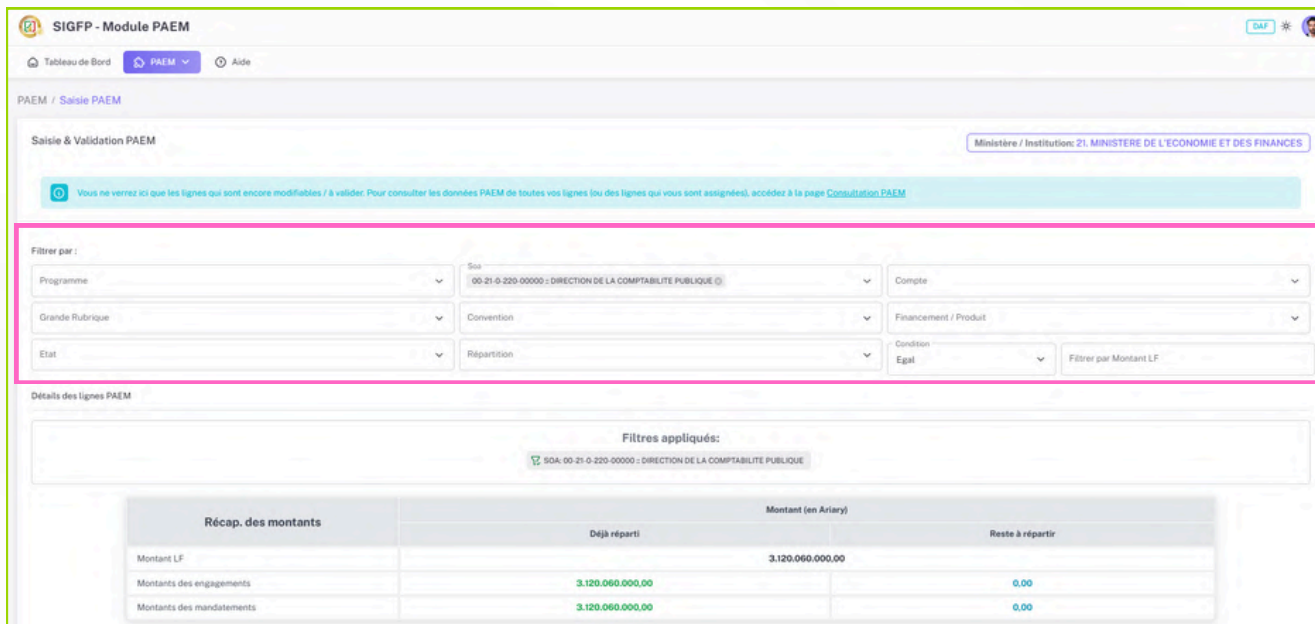 SIGFP - Module PAEM
DAF
Tableau de Bord
PAEM
Aide
PAEM / Saisie PAEM
Saisie & Validation PAEM
Ministère / Institution: 21. MINISTERE DE L'ECONOMIE ET DES FINANCES
Vous ne verrez ici que les lignes qui sont encore modifiables / à valider. Pour consulter les données PAEM de toutes vos lignes (ou des lignes qui vous sont assignées), accédez à la page Consultation PAEM
Filtrer par :
Programme
Soa
00-21-0-220-00000 :: DIRECTION DE LA COMPTABILITE PUBLIQUE
Compte
Grande Rubrique
Convention
Financement / Produit
Etat
Répartition
Condition
Egal
Filtrer par Montant LF
Détails des lignes PAEM
Filtres appliqués:
SOA: 00-21-0-220-00000 :: DIRECTION DE LA COMPTABILITE PUBLIQUE
Récap. des montants
Montant (en Ariary)
Déjà réparti
Reste à répartir
Montant LF
3.120.060.000,00
Montants des engagements
3.120.060.000,00
0,00
Montants des mandatements
3.120.060.000,00
0,00